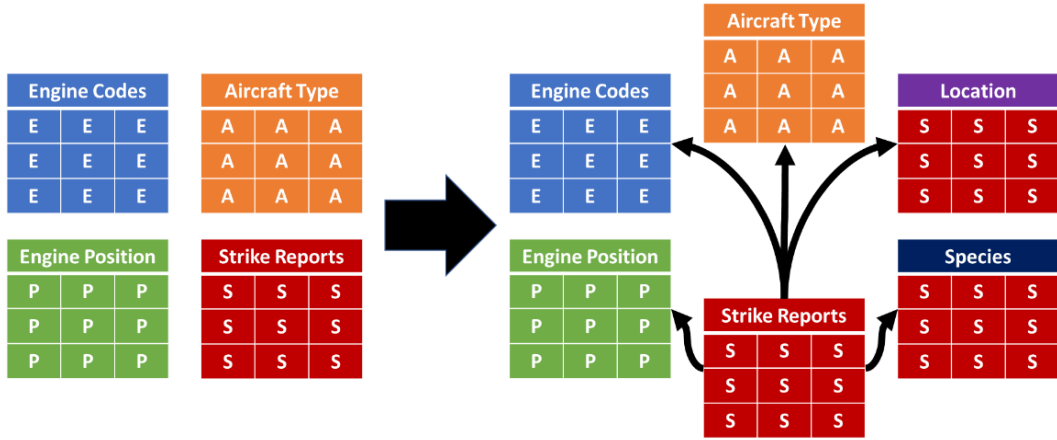 Engine Codes
E E E
E E E
E E E
Aircraft Type
A A A
A A A
A A A
Engine Position
P P P
P P P
P P P
Strike Reports
S S S
S S S
S S S
Aircraft Type
A A A
A A A
A A A
Engine Codes
E E E
E E E
E E E
Location
S S S
S S S
S S S
Engine Position
P P P
P P P
P P P
Strike Reports
S S S
S S S
S S S
Species
S S S
S S S
S S S